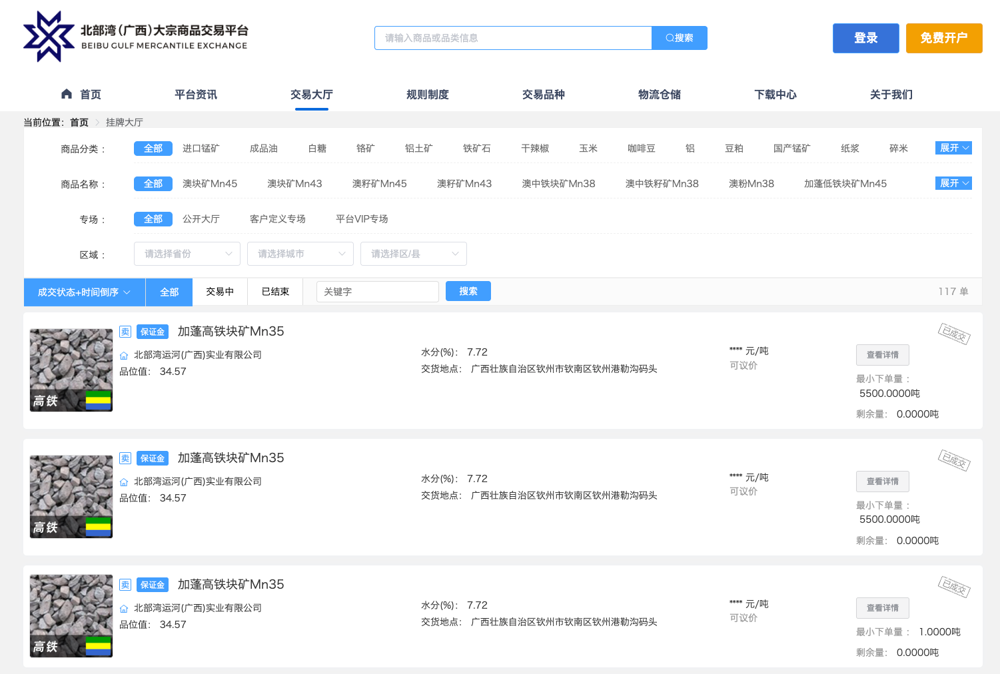 北部湾(广西)大宗商品交易平台
BEIBU GULF MERCANTILE EXCHANGE
请输入商品或品类信息
搜索
登录
免费开户
首页 平台资讯 交易大厅 规则制度 交易品种 物流仓储 下载中心 关于我们
当前位置: 首页 > 挂牌大厅
商品分类： 全部 进口锰矿 成品油 白糖 铬矿 铝土矿 铁矿石 干辣椒 玉米 咖啡豆 铝 豆粕 国产锰矿 纸浆 碎米 展开
商品名称： 全部 澳块矿Mn45 澳块矿Mn43 澳籽矿Mn45 澳籽矿Mn43 澳中铁块矿Mn38 澳中铁籽矿Mn38 澳粉Mn38 加蓬低铁块矿Mn45 展开
专场： 全部 公开大厅 客户定义专场 平台VIP专场
区域： 请选择省份 请选择城市 请选择区/县
成交状态+时间倒序 全部 交易中 已结束 关键字 搜索 117 单
卖 保证金 加蓬高铁块矿Mn35
已成交
北部湾运河(广西)实业有限公司
品位值： 34.57
水分(%)： 7.72
交货地点： 广西壮族自治区钦州市钦南区钦州港勒沟码头
**** 元/吨
可议价
查看详情
最小下单量：
5500.0000吨
剩余量： 0.0000吨
高铁
卖 保证金 加蓬高铁块矿Mn35
已成交
北部湾运河(广西)实业有限公司
品位值： 34.57
水分(%)： 7.72
交货地点： 广西壮族自治区钦州市钦南区钦州港勒沟码头
**** 元/吨
可议价
查看详情
最小下单量：
5500.0000吨
剩余量： 0.0000吨
高铁
卖 保证金 加蓬高铁块矿Mn35
已成交
北部湾运河(广西)实业有限公司
品位值： 34.57
水分(%)： 7.72
交货地点： 广西壮族自治区钦州市钦南区钦州港勒沟码头
**** 元/吨
可议价
查看详情
最小下单量： 1.0000吨
剩余量： 0.0000吨
高铁